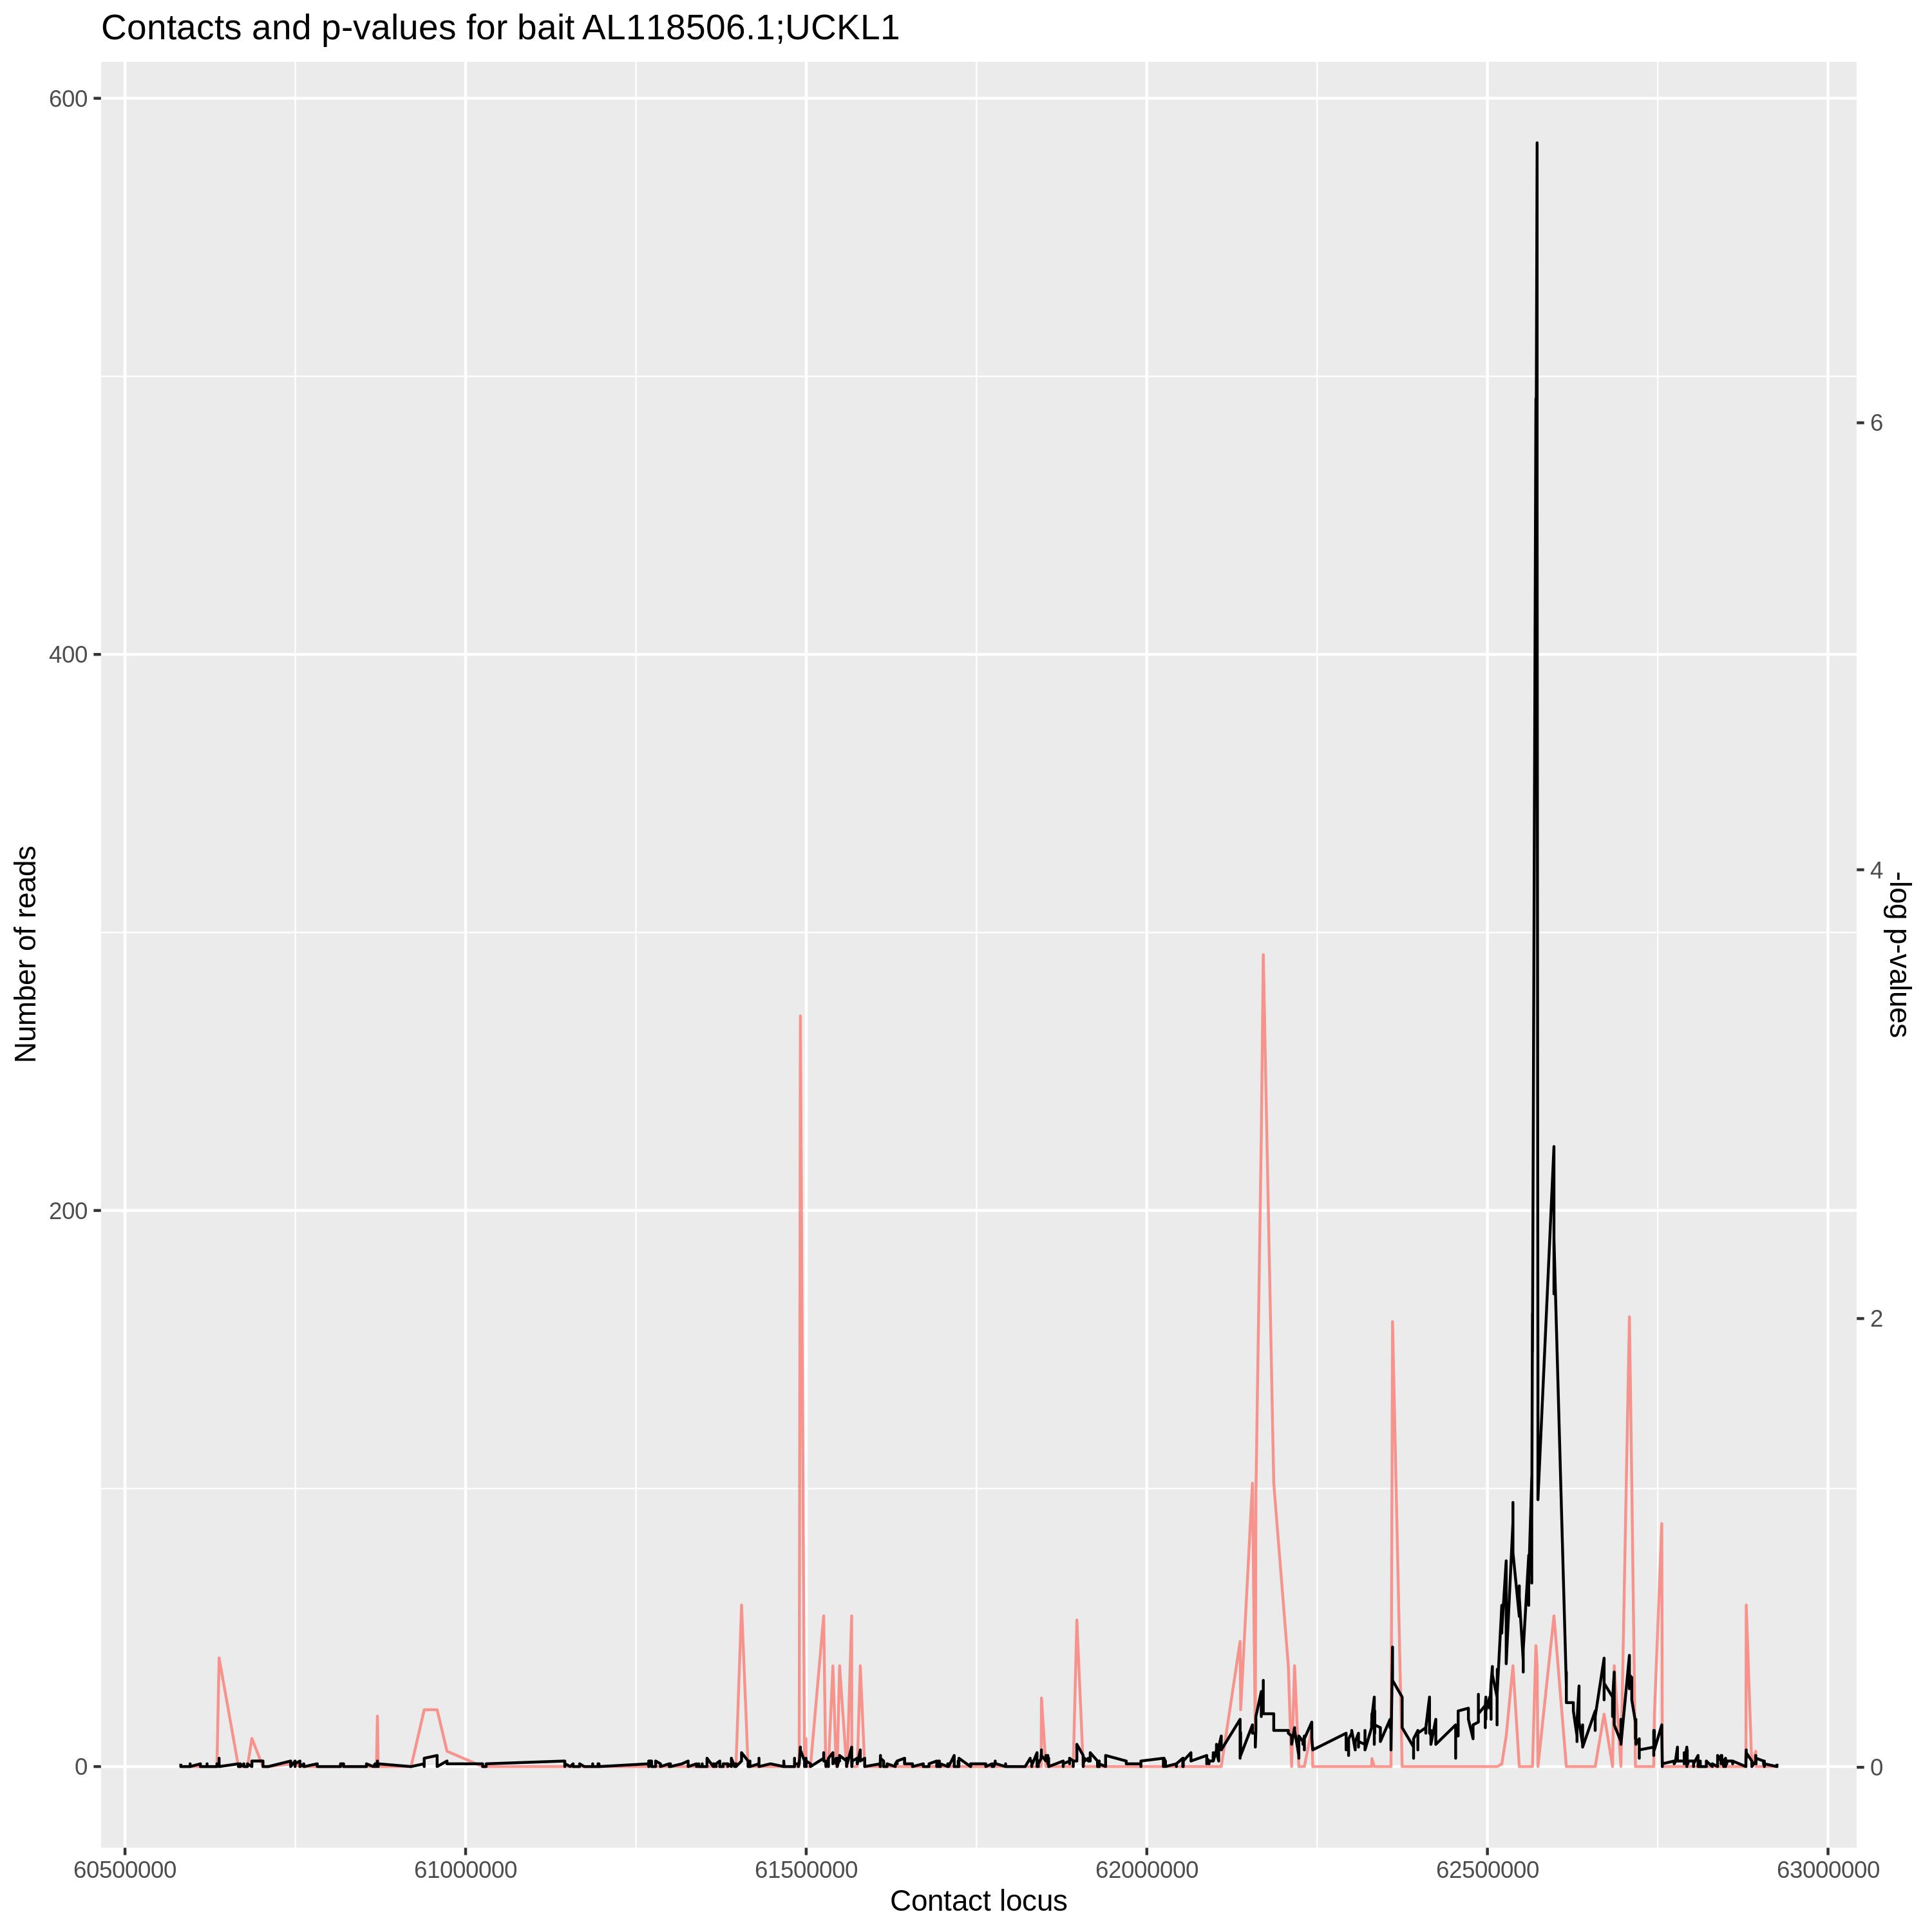 Contacts and p-values for bait AL118506.1;UCKL1
600
400
200
0
Number of reads
6
4
2
0
-log p-values
60500000 61000000 61500000 62000000 62500000 63000000
Contact locus